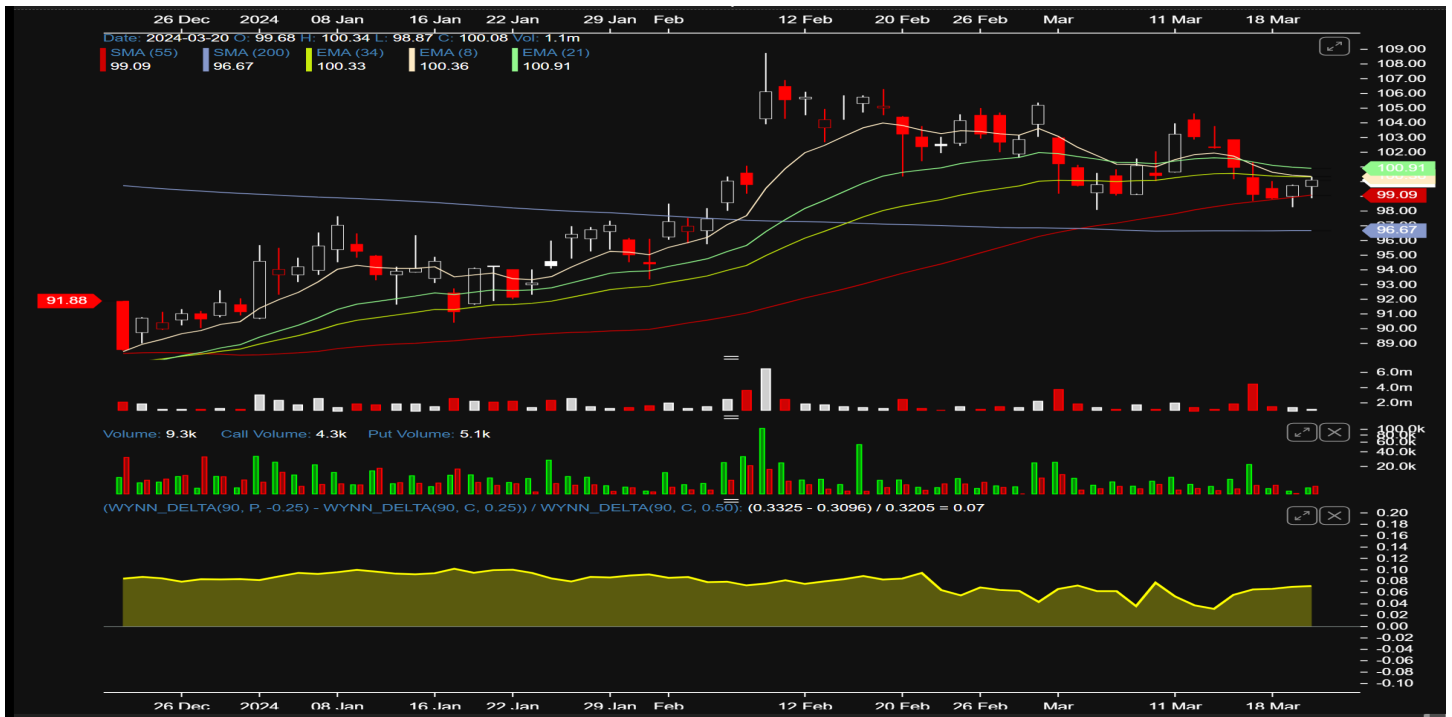 26 Dec 2024 08 Jan 16 Jan 22 Jan 29 Jan Feb 12 Feb 20 Feb 26 Feb Mar 11 Mar 18 Mar
Date: 2024-03-20 O: 99.68 H: 100.34 L: 98.87 C: 100.08 Vol: 1.1m
SMA (55) SMA (200) EMA (34) EMA (8) EMA (21)
99.09 96.67 100.33 100.36 100.91
109.00
108.00
107.00
106.00
105.00
104.00
103.00
102.00
100.91
99.09
98.00
96.67
96.00
95.00
94.00
93.00
91.88
92.00
91.00
90.00
89.00
6.0m
4.0m
2.0m
Volume: 9.3k Call Volume: 4.3k Put Volume: 5.1k
100.0k
60.0k
40.0k
20.0k
(WYNN_DELTA(90, P, -0.25) - WYNN_DELTA(90, C, 0.25)) / WYNN_DELTA(90, C, 0.50): (0.3325 - 0.3096) / 0.3205 = 0.07
0.20
0.18
0.16
0.14
0.12
0.10
0.08
0.06
0.04
0.02
0.00
-0.02
-0.04
-0.06
-0.08
-0.10
26 Dec 2024 08 Jan 16 Jan 22 Jan 29 Jan Feb 12 Feb 20 Feb 26 Feb Mar 11 Mar 18 Mar